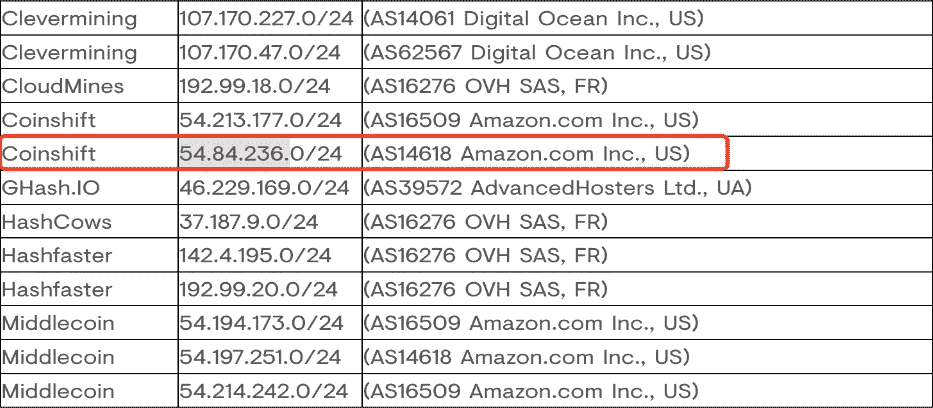 Clevermining 107.170.227.0/24 (AS14061 Digital Ocean Inc., US)
Clevermining 107.170.47.0/24 (AS62567 Digital Ocean Inc., US)
CloudMines 192.99.18.0/24 (AS16276 OVH SAS, FR)
Coinshift 54.213.177.0/24 (AS16509 Amazon.com Inc., US)
Coinshift 54.84.236.0/24 (AS14618 Amazon.com Inc., US)
GHash.IO 46.229.169.0/24 (AS39572 AdvancedHosters Ltd., UA)
HashCows 37.187.9.0/24 (AS16276 OVH SAS, FR)
Hashfaster 142.4.195.0/24 (AS16276 OVH SAS, FR)
Hashfaster 192.99.20.0/24 (AS16276 OVH SAS, FR)
Middlecoin 54.194.173.0/24 (AS16509 Amazon.com Inc., US)
Middlecoin 54.197.251.0/24 (AS14618 Amazon.com Inc., US)
Middlecoin 54.214.242.0/24 (AS16509 Amazon.com Inc., US)